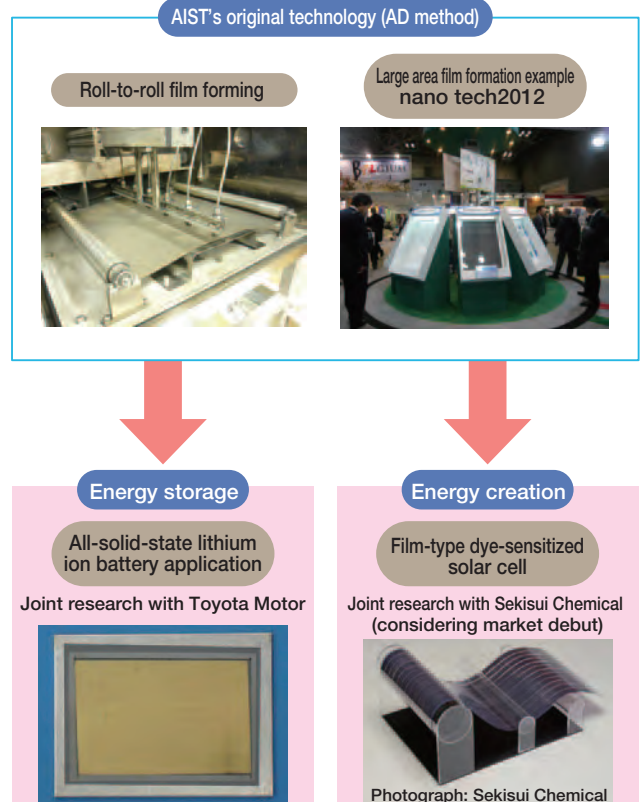 AIST's original technology (AD method)
Roll-to-roll film forming
Large area film formation example
nano tech2012
Energy storage
All-solid-state lithium
ion battery application
Joint research with Toyota Motor
Energy creation
Film-type dye-sensitized
solar cell
Joint research with Sekisui Chemical
(considering market debut)
Photograph: Sekisui Chemical